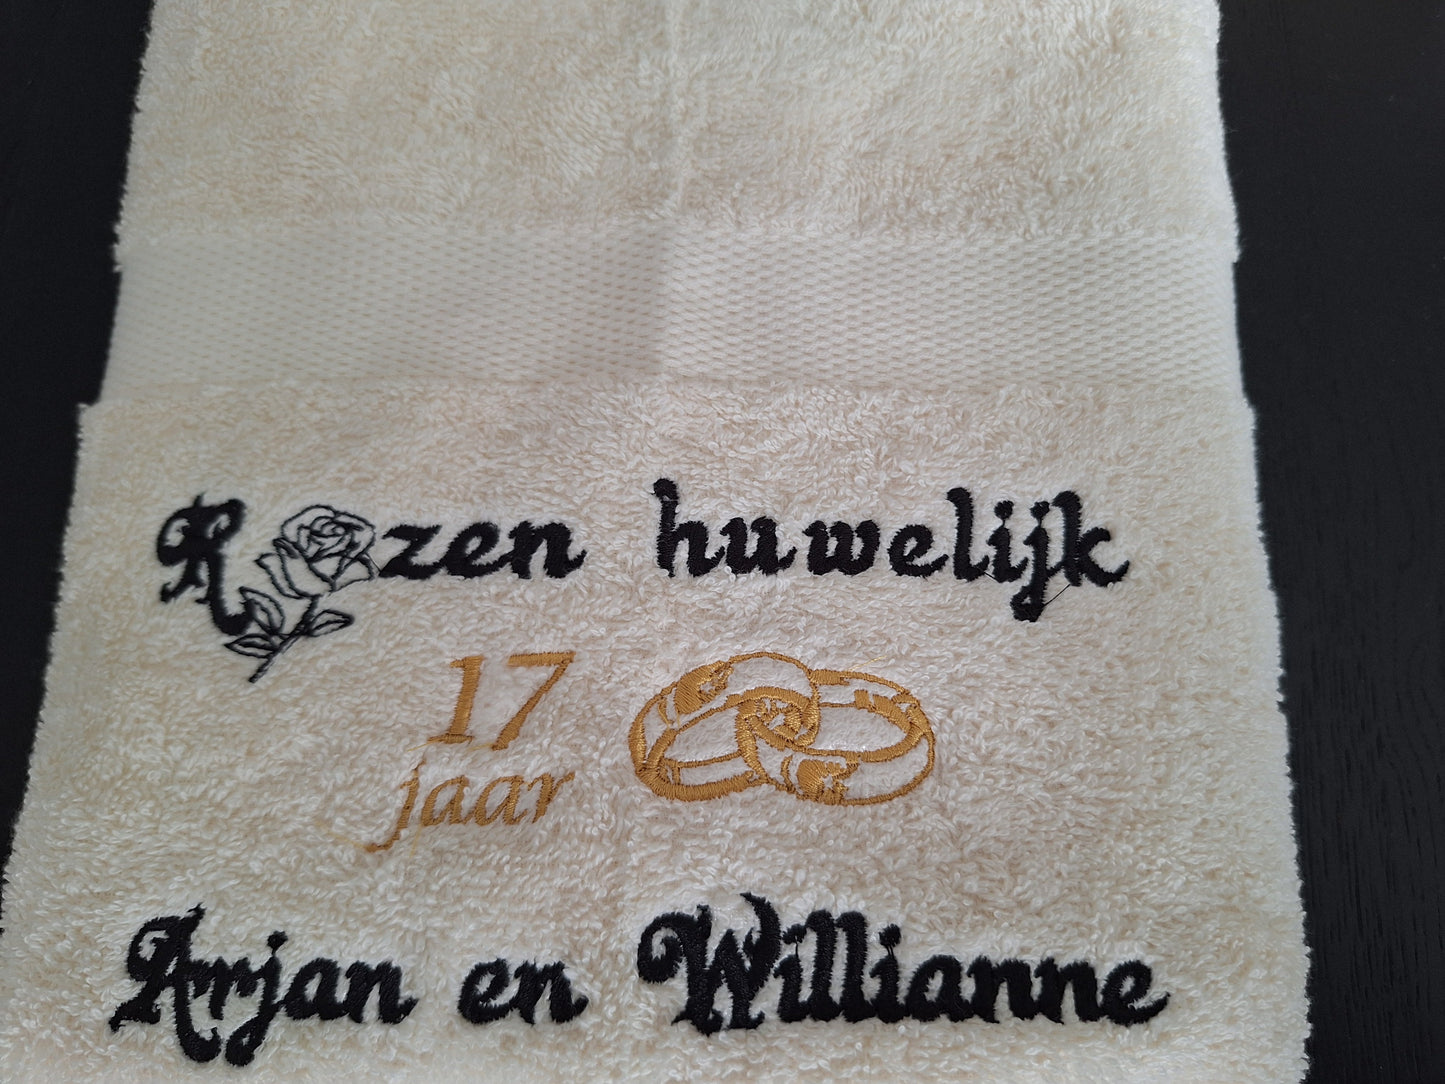 Rozen huwelijk
17
jaar
Arjan en Willianne